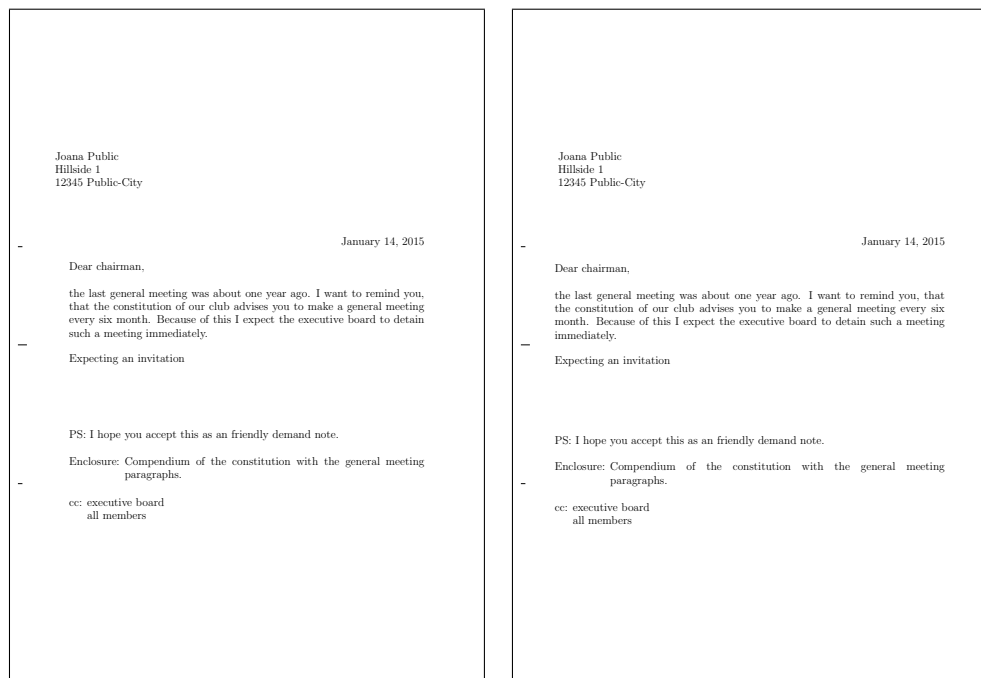 Joana Public
Hillside 1
12345 Public-City
January 14, 2015
Dear chairman,
the last general meeting was about one year ago. I want to remind you,
that the constitution of our club advises you to make a general meeting
every six month. Because of this I expect the executive board to detain
such a meeting immediately.
Expecting an invitation
PS: I hope you accept this as an friendly demand note.
Enclosure: Compendium of the constitution with the general meeting
paragraphs.
cc: executive board
all members
Joana Public
Hillside 1
12345 Public-City
January 14, 2015
Dear chairman,
the last general meeting was about one year ago. I want to remind you, that
the constitution of our club advises you to make a general meeting every six
month. Because of this I expect the executive board to detain such a meeting
immediately.
Expecting an invitation
PS: I hope you accept this as an friendly demand note.
Enclosure: Compendium of the constitution with the general meeting
paragraphs.
cc: executive board
all members